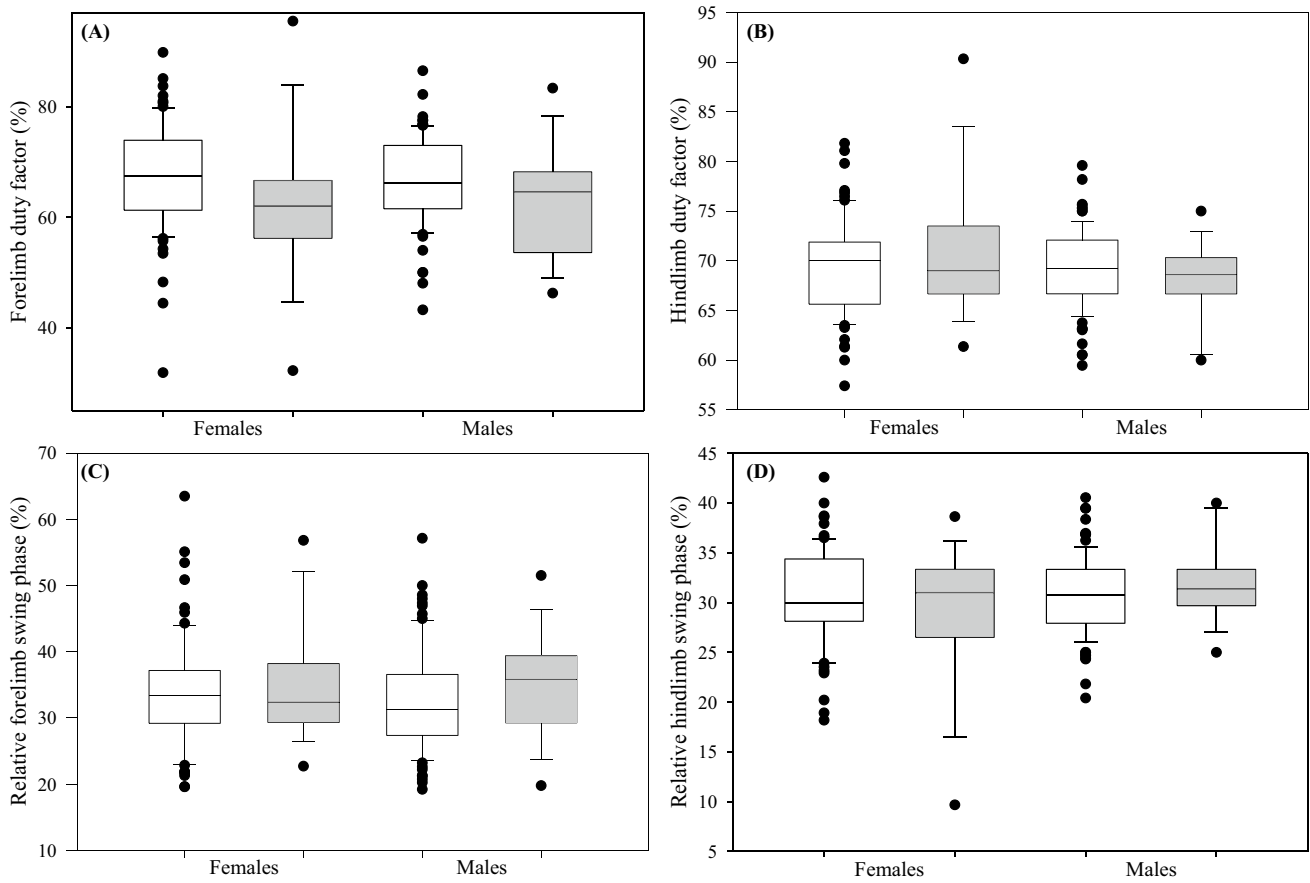 (A)
Forelimb duty factor (%)
80
60
40
Females
Males
(B)
Hindlimb duty factor (%)
95
90
85
80
75
70
65
60
55
Females
Males
(C)
Relative forelimb swing phase (%)
70
60
50
40
30
20
10
Females
Males
(D)
Relative hindlimb swing phase (%)
45
40
35
30
25
20
15
10
5
Females
Males